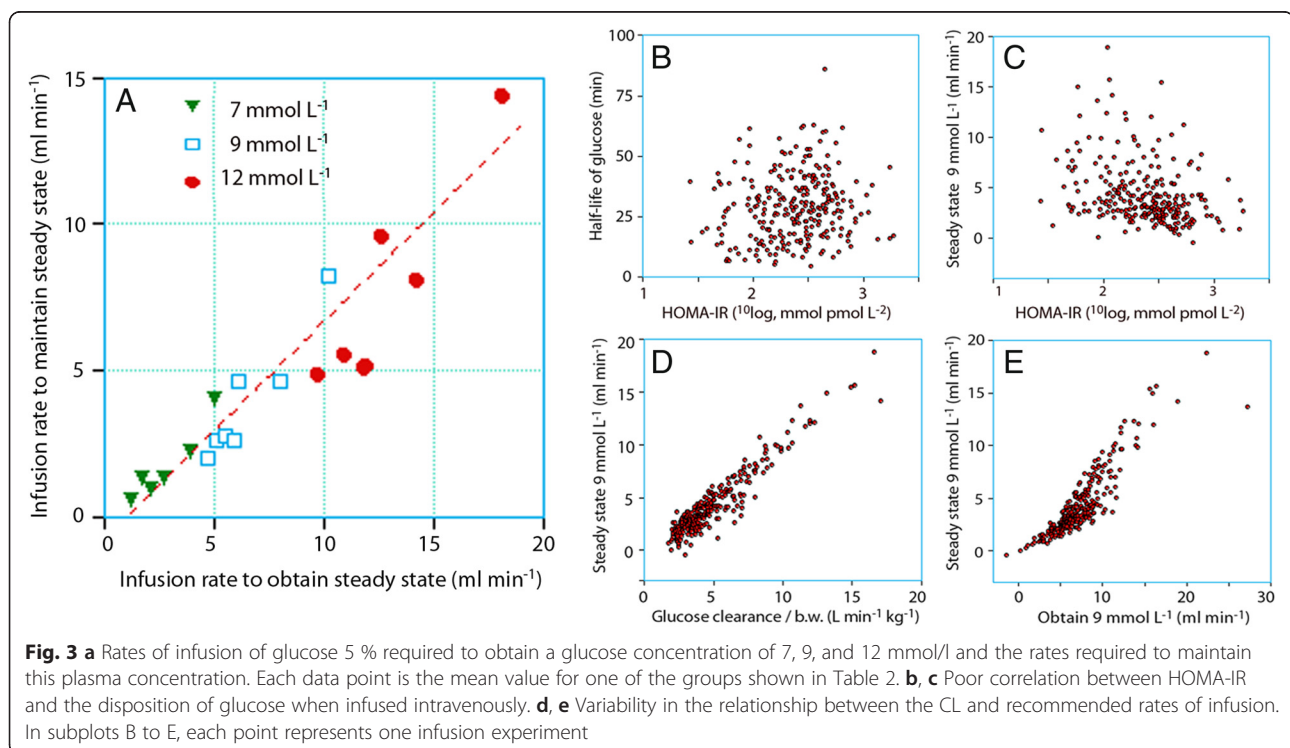 A
7 mmol L⁻¹
9 mmol L⁻¹
12 mmol L⁻¹
15
10
5
0
0 5 10 15 20
Infusion rate to maintain steady state (ml min⁻¹)
Infusion rate to obtain steady state (ml min⁻¹)
B
100
75
50
25
0
1 2 3
Half-life of glucose (min)
HOMA-IR (¹⁰log, mmol pmol L⁻²)
C
20
15
10
5
0
1 2 3
Steady state 9 mmol L⁻¹ (ml min⁻¹)
HOMA-IR (¹⁰log, mmol pmol L⁻²)
D
20
15
10
5
0
0 5 10 15 20
Steady state 9 mmol L⁻¹ (ml min⁻¹)
Glucose clearance / b.w. (L min⁻¹ kg⁻¹)
E
20
15
10
5
0
0 10 20 30
Steady state 9 mmol L⁻¹ (ml min⁻¹)
Obtain 9 mmol L⁻¹ (ml min⁻¹)
Fig. 3 a Rates of infusion of glucose 5 % required to obtain a glucose concentration of 7, 9, and 12 mmol/l and the rates required to maintain
this plasma concentration. Each data point is the mean value for one of the groups shown in Table 2. b, c Poor correlation between HOMA-IR
and the disposition of glucose when infused intravenously. d, e Variability in the relationship between the CL and recommended rates of infusion.
In subplots B to E, each point represents one infusion experiment